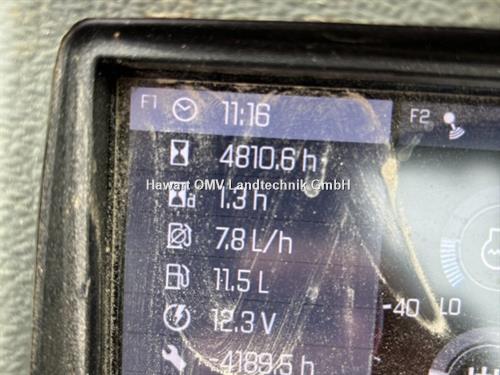 F1 11:16 F2
4810.6 h
Hawart OMV Landtechnik GmbH
a 1.3 h
7.8 L/h
11.5 L
-40 LO
12.3 V
-4189.5 h